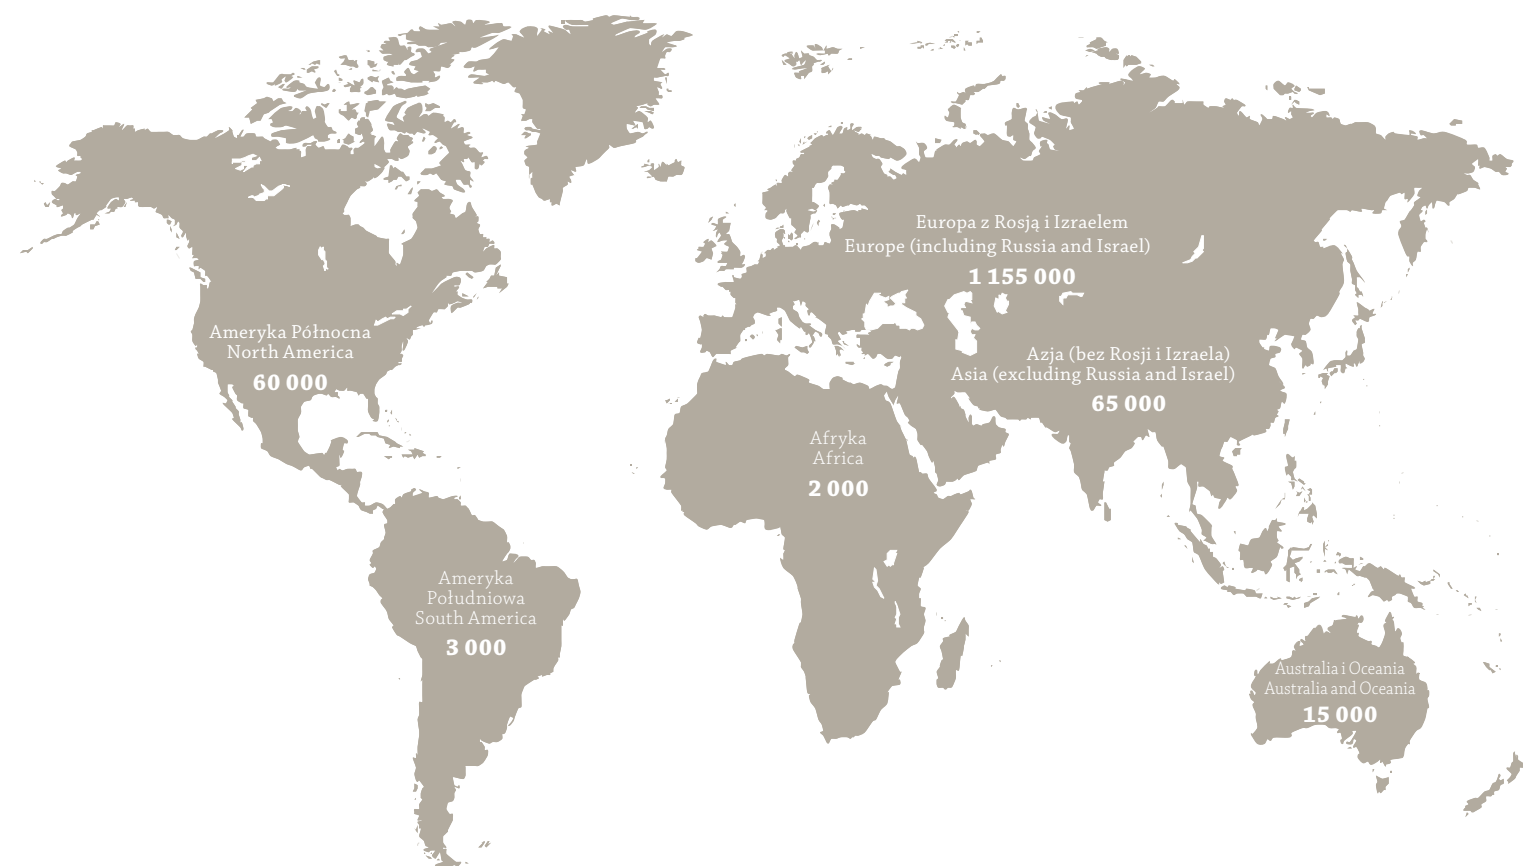 Europa z Rosją i Izraelem
Europe (including Russia and Israel)
1 155 000
Ameryka Północna
North America
60 000
Azja (bez Rosji i Izraela)
Asia (excluding Russia and Israel)
65 000
Afryka
Africa
2 000
Ameryka
Południowa
South America
3 000
Australia i Oceania
Australia and Oceania
15 000